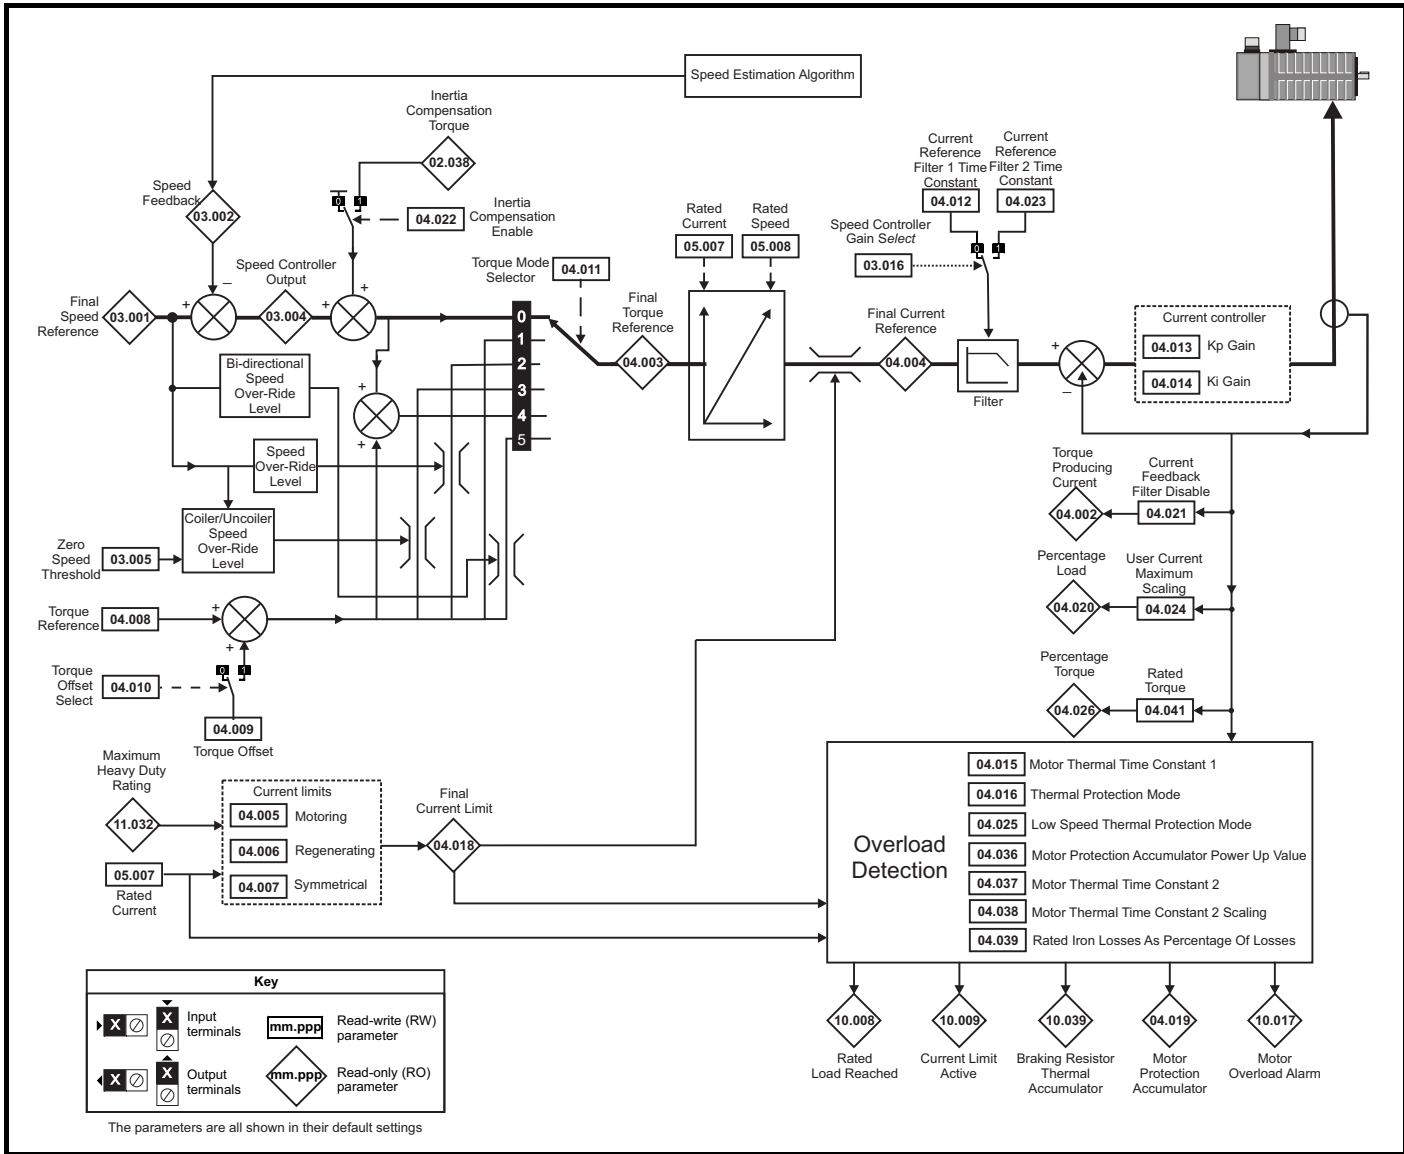 Speed Estimation Algorithm
Inertia
Compensation
Torque
02.038
Speed
Feedback
03.002
0 1
04.022
Inertia
Compensation
Enable
Current
Reference
Filter 1 Time
Constant
04.012
Current
Reference
Filter 2 Time
Constant
04.023
Speed Controller
Gain Select
03.016
0 1
Rated
Current
05.007
Rated
Speed
05.008
Final
Speed
Reference
03.001
+
–
Speed Controller
Output
03.004
+
+
Torque Mode
Selector
04.011
0
1
2
3
4
5
Final
Torque
Reference
04.003
Final Current
Reference
04.004
Filter
+
–
Current controller
04.013 Kp Gain
04.014 Ki Gain
Bi-directional
Speed
Over-Ride
Level
+
+
Speed
Over-Ride
Level
Coiler/Uncoiler
Speed
Over-Ride
Level
Zero
Speed
Threshold
03.005
Torque
Reference
04.008
+
+
Torque
Offset
Select
04.010
0 1
04.009
Torque Offset
Torque
Producing
Current
04.002
Current
Feedback
Filter Disable
04.021
Percentage
Load
04.020
User Current
Maximum
Scaling
04.024
Percentage
Torque
04.026
Rated
Torque
04.041
Maximum
Heavy Duty
Rating
11.032
05.007
Rated
Current
Current limits
04.005 Motoring
04.006 Regenerating
04.007 Symmetrical
Final
Current Limit
04.018
Overload
Detection
04.015 Motor Thermal Time Constant 1
04.016 Thermal Protection Mode
04.025 Low Speed Thermal Protection Mode
04.036 Motor Protection Accumulator Power Up Value
04.037 Motor Thermal Time Constant 2
04.038 Motor Thermal Time Constant 2 Scaling
04.039 Rated Iron Losses As Percentage Of Losses
10.008
Rated
Load Reached
10.009
Current Limit
Active
10.039
Braking Resistor
Thermal
Accumulator
04.019
Motor
Protection
Accumulator
10.017
Motor
Overload Alarm
Key
X X
Input
terminals
mm.ppp
Read-write (RW)
parameter
X X
Output
terminals
mm.ppp
Read-only (RO)
parameter
The parameters are all shown in their default settings